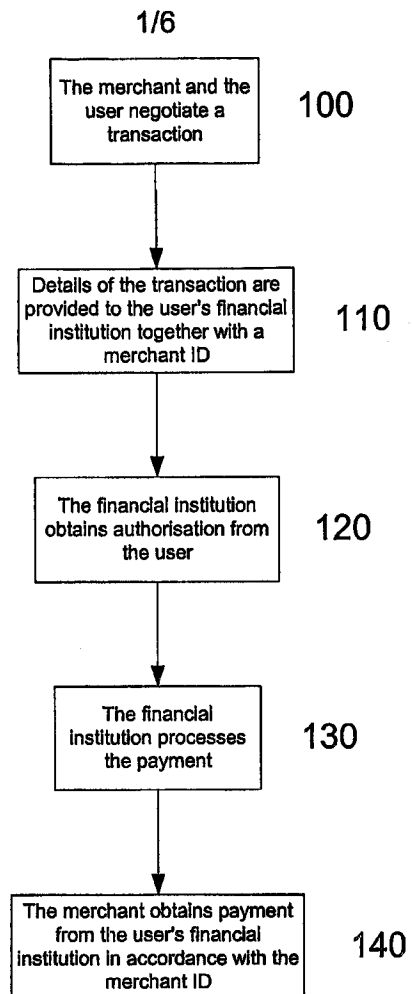 1/6
The merchant and the
user negotiate a
transaction
100
Details of the transaction are
provided to the user's financial
institution together with a
merchant ID
110
The financial institution
obtains authorisation from
the user
120
The financial
institution processes
the payment
130
The merchant obtains payment
from the user's financial
institution in accordance with the
merchant ID
140